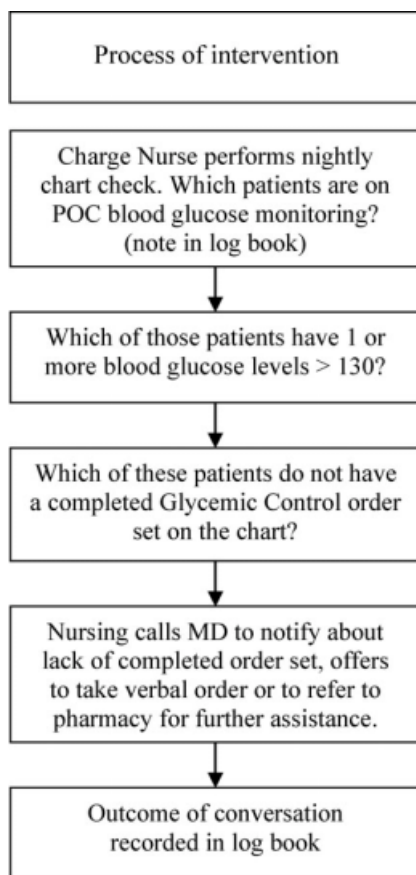 Process of intervention
Charge Nurse performs nightly
chart check. Which patients are on
POC blood glucose monitoring?
(note in log book)
Which of those patients have 1 or
more blood glucose levels > 130?
Which of these patients do not have
a completed Glycemic Control order
set on the chart?
Nursing calls MD to notify about
lack of completed order set, offers
to take verbal order or to refer to
pharmacy for further assistance.
Outcome of conversation
recorded in log book